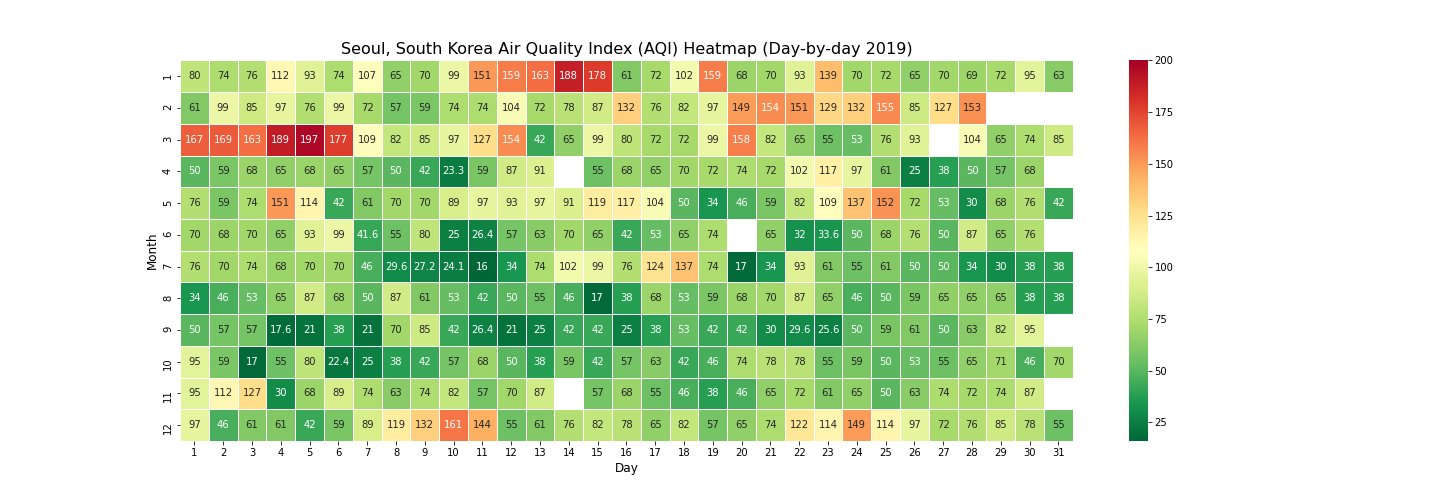 Seoul, South Korea Air Quality Index (AQI) Heatmap (Day-by-day 2019)
1 80 74 76 112 93 74 107 65 70 99 151 159 163 188 178 61 72 102 159 68 70 93 139 70 72 65 70 69 72 95 63
2 61 99 85 97 76 99 72 57 59 74 74 104 72 78 87 132 76 82 97 149 154 151 129 132 155 85 127 153
3 167 169 163 189 197 177 109 82 85 97 127 154 42 65 99 80 72 72 99 158 82 65 55 53 76 93 104 65 74 85
4 50 59 68 65 68 65 57 50 42 23.3 59 87 91 55 68 65 70 72 74 72 102 117 97 61 25 38 50 57 68
5 76 59 74 151 114 42 61 70 70 89 97 93 97 91 119 117 104 50 34 46 59 82 109 137 152 72 53 30 68 76 42
6 70 68 70 65 93 99 41.6 55 80 25 26.4 57 63 70 65 42 53 65 74 65 32 33.6 50 68 76 50 87 65 76
7 76 70 74 68 70 70 46 29.6 27.2 24.1 16 34 74 102 99 76 124 137 74 17 34 93 61 55 61 50 50 34 30 38 38
8 34 46 53 65 87 68 50 87 61 53 42 50 55 46 17 38 68 53 59 68 70 87 65 46 50 59 65 65 65 38 38
9 50 57 57 17.6 21 38 21 70 85 42 26.4 21 25 42 42 25 38 53 42 42 30 29.6 25.6 50 59 61 50 63 82 95
10 95 59 17 55 80 22.4 25 38 42 57 68 50 38 59 42 57 63 42 46 74 78 78 55 59 50 53 55 65 71 46 70
11 95 112 127 30 68 89 74 63 74 82 57 70 87 57 68 55 46 38 46 65 72 61 65 50 63 74 72 74 87
12 97 46 61 61 42 59 89 119 132 161 144 55 61 76 82 78 65 82 57 65 74 122 114 149 114 97 72 76 85 78 55
1 2 3 4 5 6 7 8 9 10 11 12 13 14 15 16 17 18 19 20 21 22 23 24 25 26 27 28 29 30 31
Day
Month
200
175
150
125
100
75
50
25